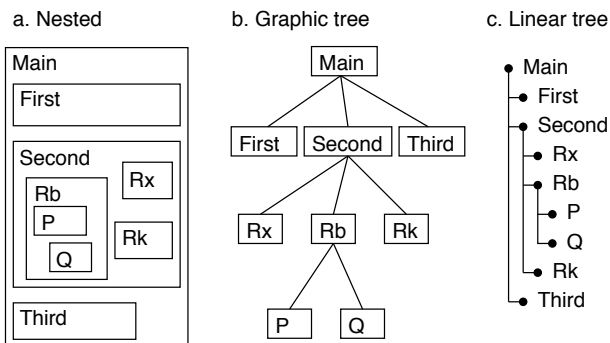 a. Nested
Main
First
Second
Rb
P
Q
Rx
Rk
Third
b. Graphic tree
Main
First Second Third
Rx Rb Rk
P Q
c. Linear tree
Main
First
Second
Rx
Rb
P
Q
Rk
Third